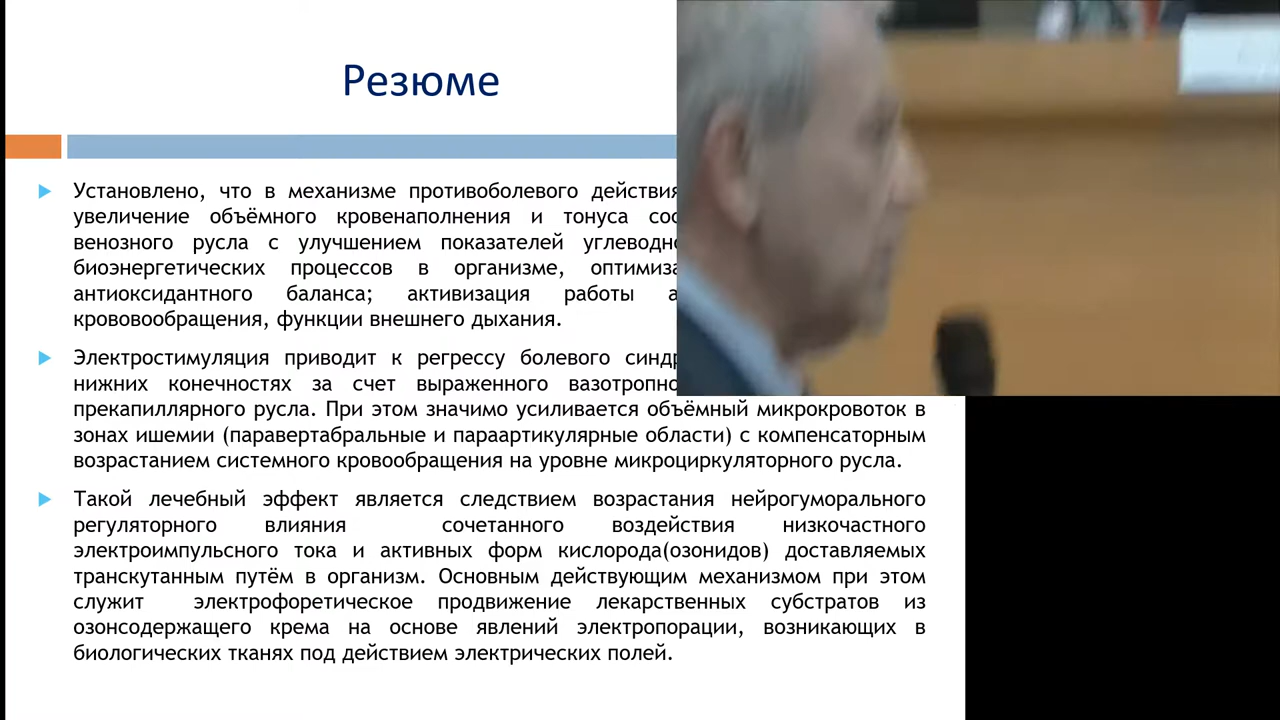 Резюме
Установлено, что в механизме противоболевого действия
увеличение объёмного кровенаполнения и тонуса
венозного русла с улучшением показателей
биоэнергетических процессов в организме,
антиоксидантного баланса; активизация работы
крововообращения, функции внешнего дыхания.
Электростимуляция приводит к регрессу болевого
нижних конечностях за счет выраженного
прекапиллярного русла. При этом значимо усиливается объёмный микрокровоток в
зонах ишемии (паравертабральные и параартикулярные области) с компенсаторным
возрастанием системного кровообращения на уровне микроциркуляторного русла.
Такой лечебный эффект является следствием возрастания нейрогуморального
регуляторного влияния сочетанного воздействия низкочастного
электроимпульсного тока и активных форм кислорода(озонидов) доставляемых
транскутанным путём в организм. Основным действующим механизмом при этом
служит электрофоретическое продвижение лекарственных субстратов из
озонсодержащего крема на основе явлений электропорации, возникающих в
биологических тканях под действием электрических полей.